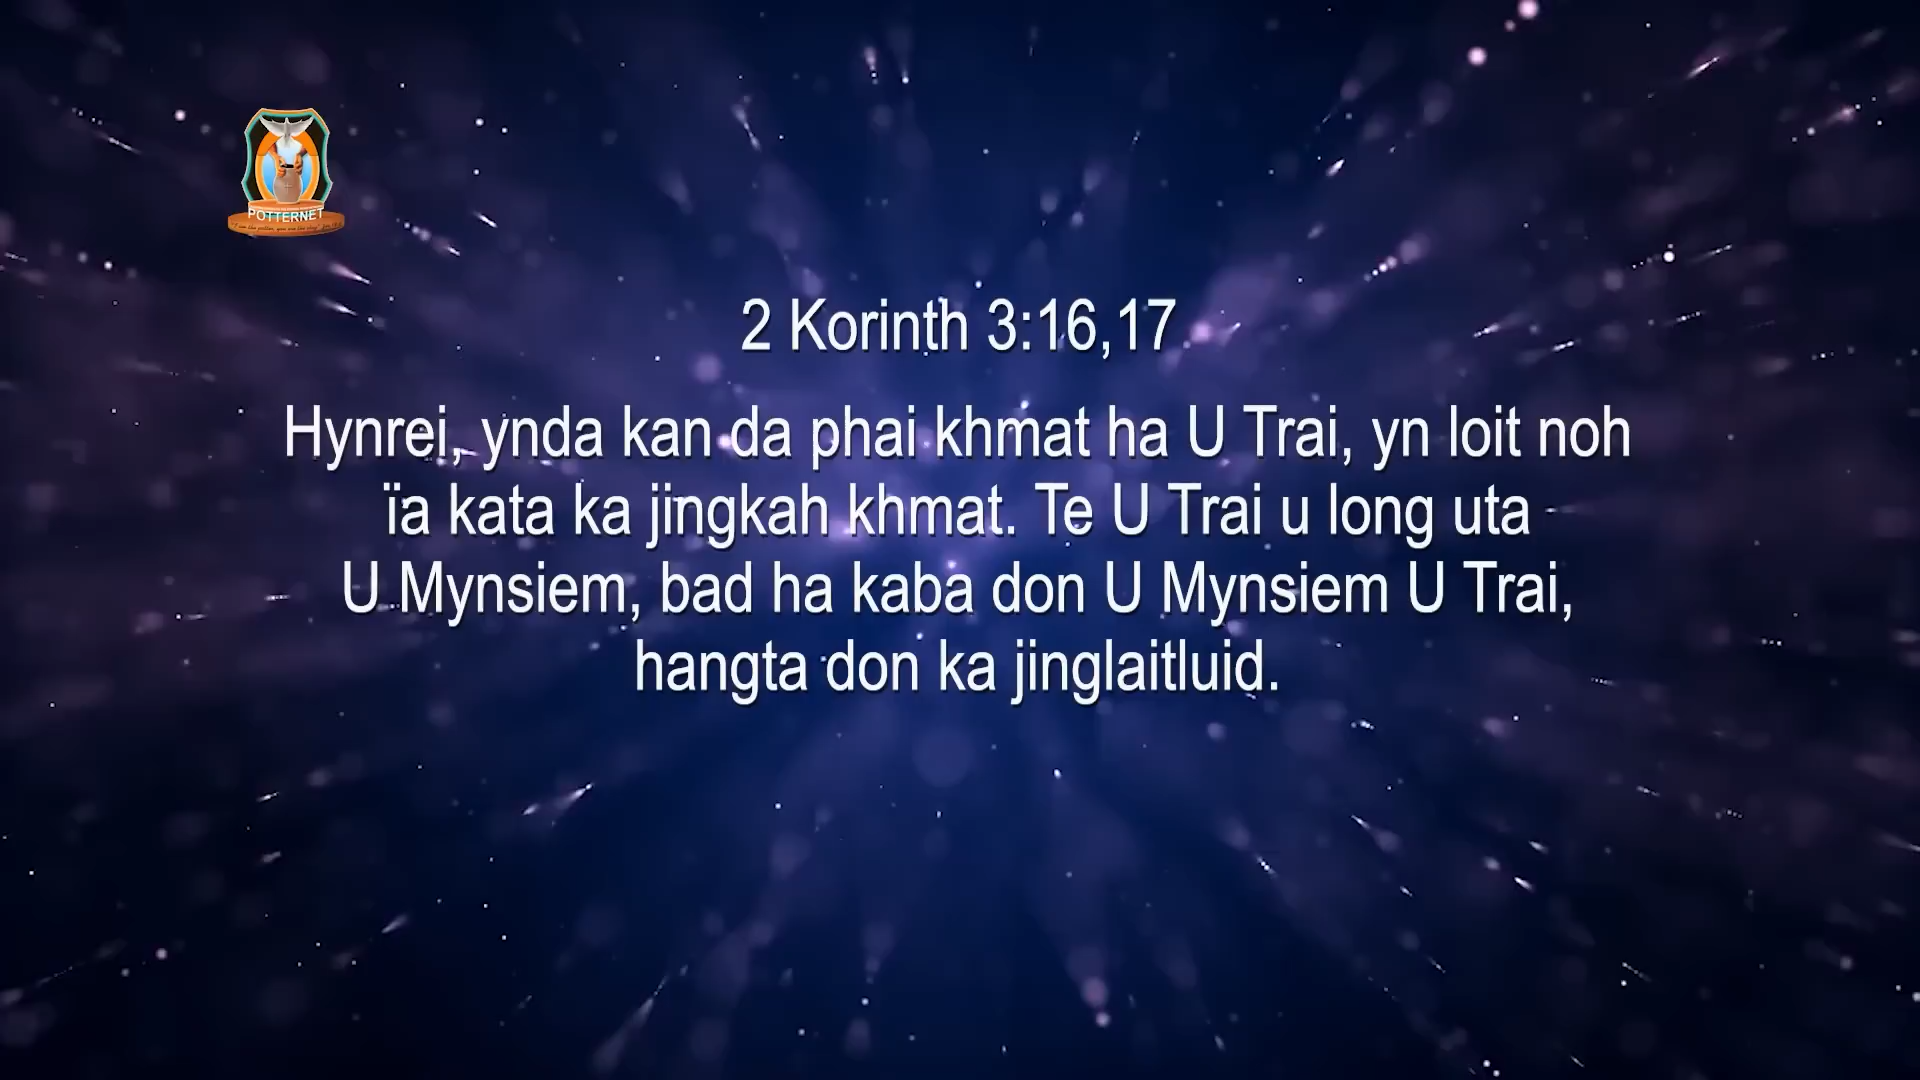 POTTERNET
2 Korinth 3:16,17
Hynrei, ynda kan da phai khmat ha U Trai, yn loit noh
ïa kata ka jingkah khmat. Te U Trai u long uta
U Mynsiem, bad ha kaba don U Mynsiem U Trai,
hangta don ka jinglaitluid.